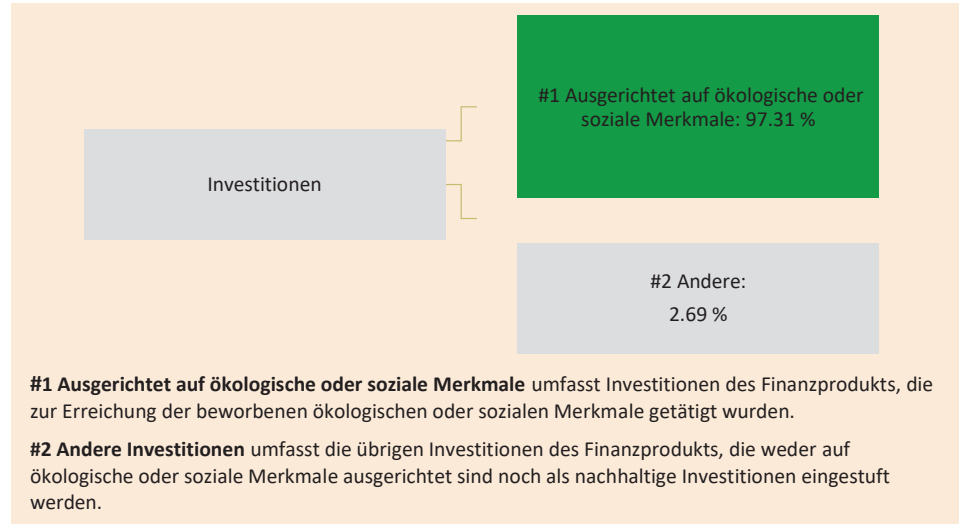 #1 Ausgerichtet auf ökologische oder
soziale Merkmale: 97.31 %
Investitionen
#2 Andere:
2.69 %
#1 Ausgerichtet auf ökologische oder soziale Merkmale umfasst Investitionen des Finanzprodukts, die
zur Erreichung der beworbenen ökologischen oder sozialen Merkmale getätigt wurden.
#2 Andere Investitionen umfasst die übrigen Investitionen des Finanzprodukts, die weder auf
ökologische oder soziale Merkmale ausgerichtet sind noch als nachhaltige Investitionen eingestuft
werden.